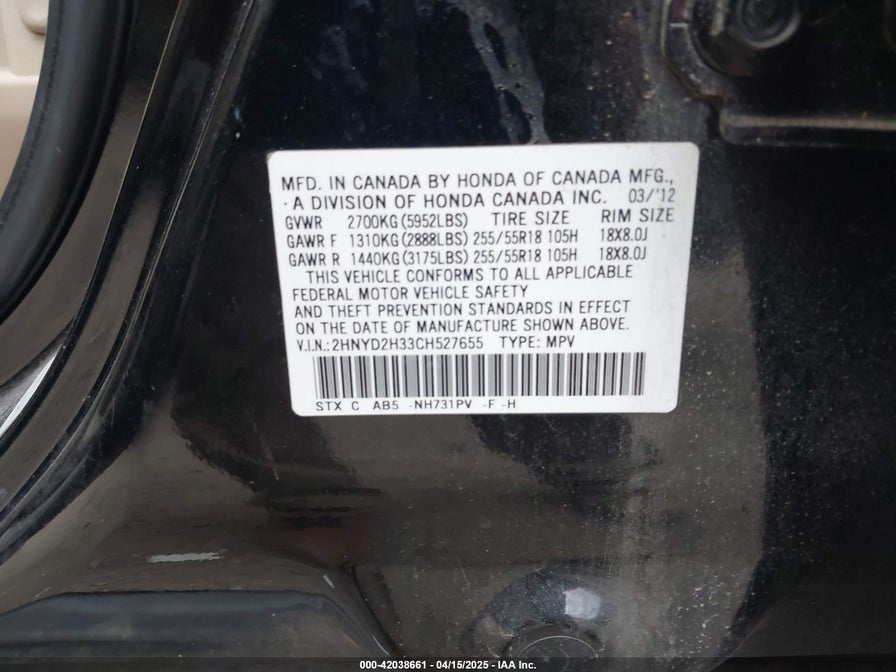 MFD. IN CANADA BY HONDA OF CANADA MFG.,
A DIVISION OF HONDA CANADA INC. 03/'12
GVWR 2700KG(5952LBS) TIRE SIZE RIM SIZE
GAWR F 1310KG(2888LBS) 255/55R18 105H 18X8.0J
GAWR R 1440KG(3175LBS) 255/55R18 105H 18X8.0J
THIS VEHICLE CONFORMS TO ALL APPLICABLE
FEDERAL MOTOR VEHICLE SAFETY
AND THEFT PREVENTION STANDARDS IN EFFECT
ON THE DATE OF MANUFACTURE SHOWN ABOVE.
V.I.N.:2HNYD2H33CH527655 TYPE: MPV
STX C AB5 -NH731PV -F -H
000-42038661 - 04/15/2025 - IAA Inc.